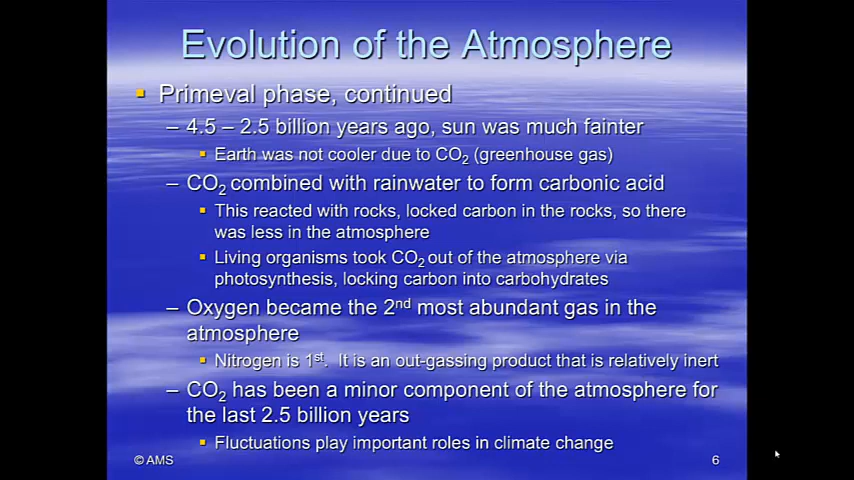 Evolution of the Atmosphere
▪ Primeval phase, continued
– 4.5 – 2.5 billion years ago, sun was much fainter
▪ Earth was not cooler due to CO₂ (greenhouse gas)
– CO₂ combined with rainwater to form carbonic acid
▪ This reacted with rocks, locked carbon in the rocks, so there
was less in the atmosphere
▪ Living organisms took CO₂ out of the atmosphere via
photosynthesis, locking carbon into carbohydrates
– Oxygen became the 2nd most abundant gas in the
atmosphere
▪ Nitrogen is 1st. It is an out-gassing product that is relatively inert
– CO₂ has been a minor component of the atmosphere for
the last 2.5 billion years
▪ Fluctuations play important roles in climate change
© AMS
6